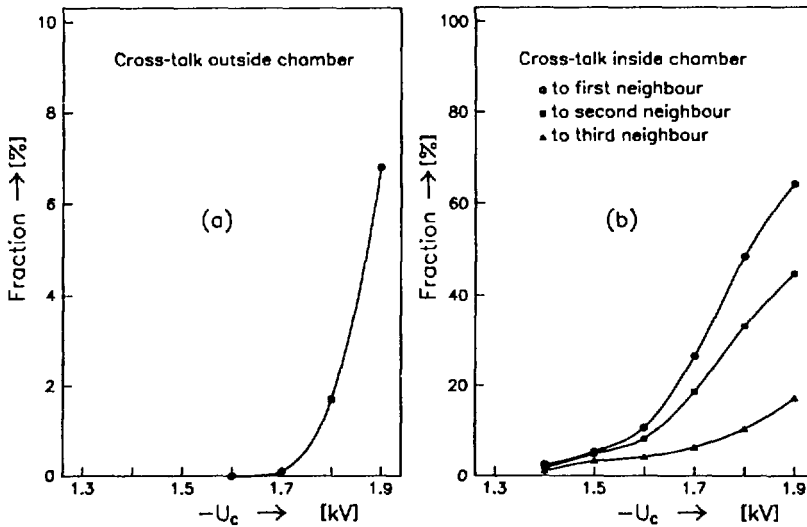 10
8
6
4
2
0
Fraction → [%]
Cross-talk outside chamber
(a)
1.3
1.5
1.7
1.9
-U_c → [kV]
100
80
60
40
20
0
Fraction → [%]
Cross-talk inside chamber
to first neighbour
to second neighbour
to third neighbour
(b)
1.3
1.5
1.7
1.9
-U_c → [kV]